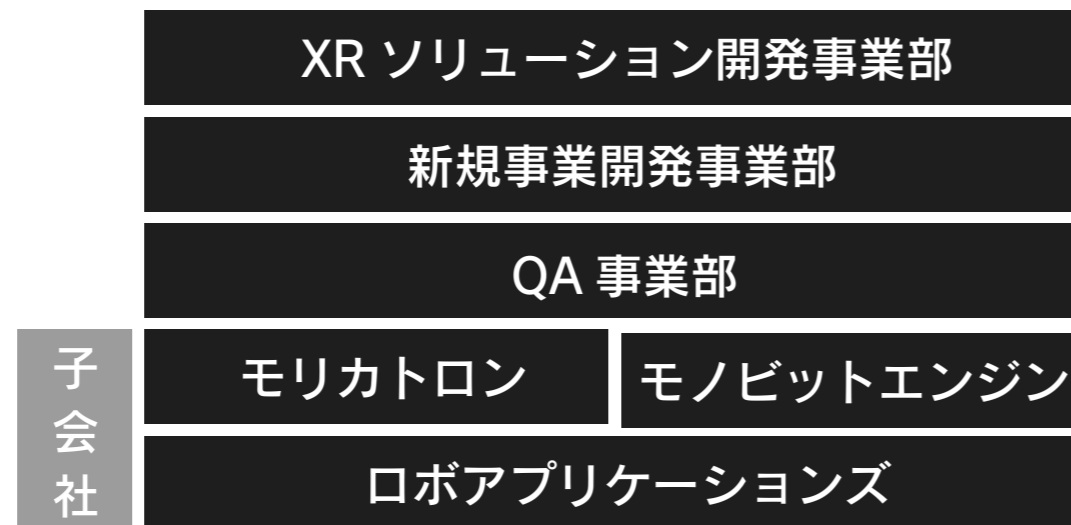 XR ソリューション開発事業部
新規事業開発事業部
QA 事業部
子会社
モリカトロン
モノビットエンジン
ロボアプリケーションズ